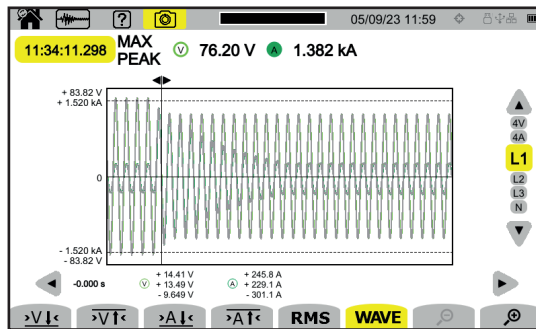 ?
05/09/23 11:59
11:34:11.298
MAX
PEAK
V 76.20 V A 1.382 kA
+ 83.82 V
+ 1.520 kA
0
- 1.520 kA
- 83.82 V
4V
4A
L1
L2
L3
N
-0.000 s
V
+ 14.41 V
+ 13.49 V
- 9.649 V
A
+ 245.8 A
+ 229.1 A
- 301.1 A
>V↓< >V↑< >A↓< >A↑< RMS WAVE